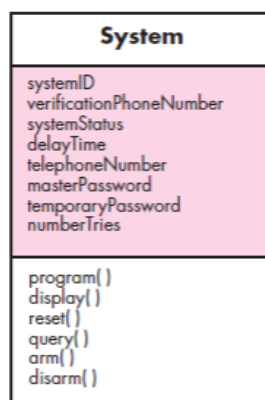 System
systemID
verificationPhoneNumber
systemStatus
delayTime
telephoneNumber
masterPassword
temporaryPassword
numberTries
program( )
display( )
reset( )
query( )
arm( )
disarm( )